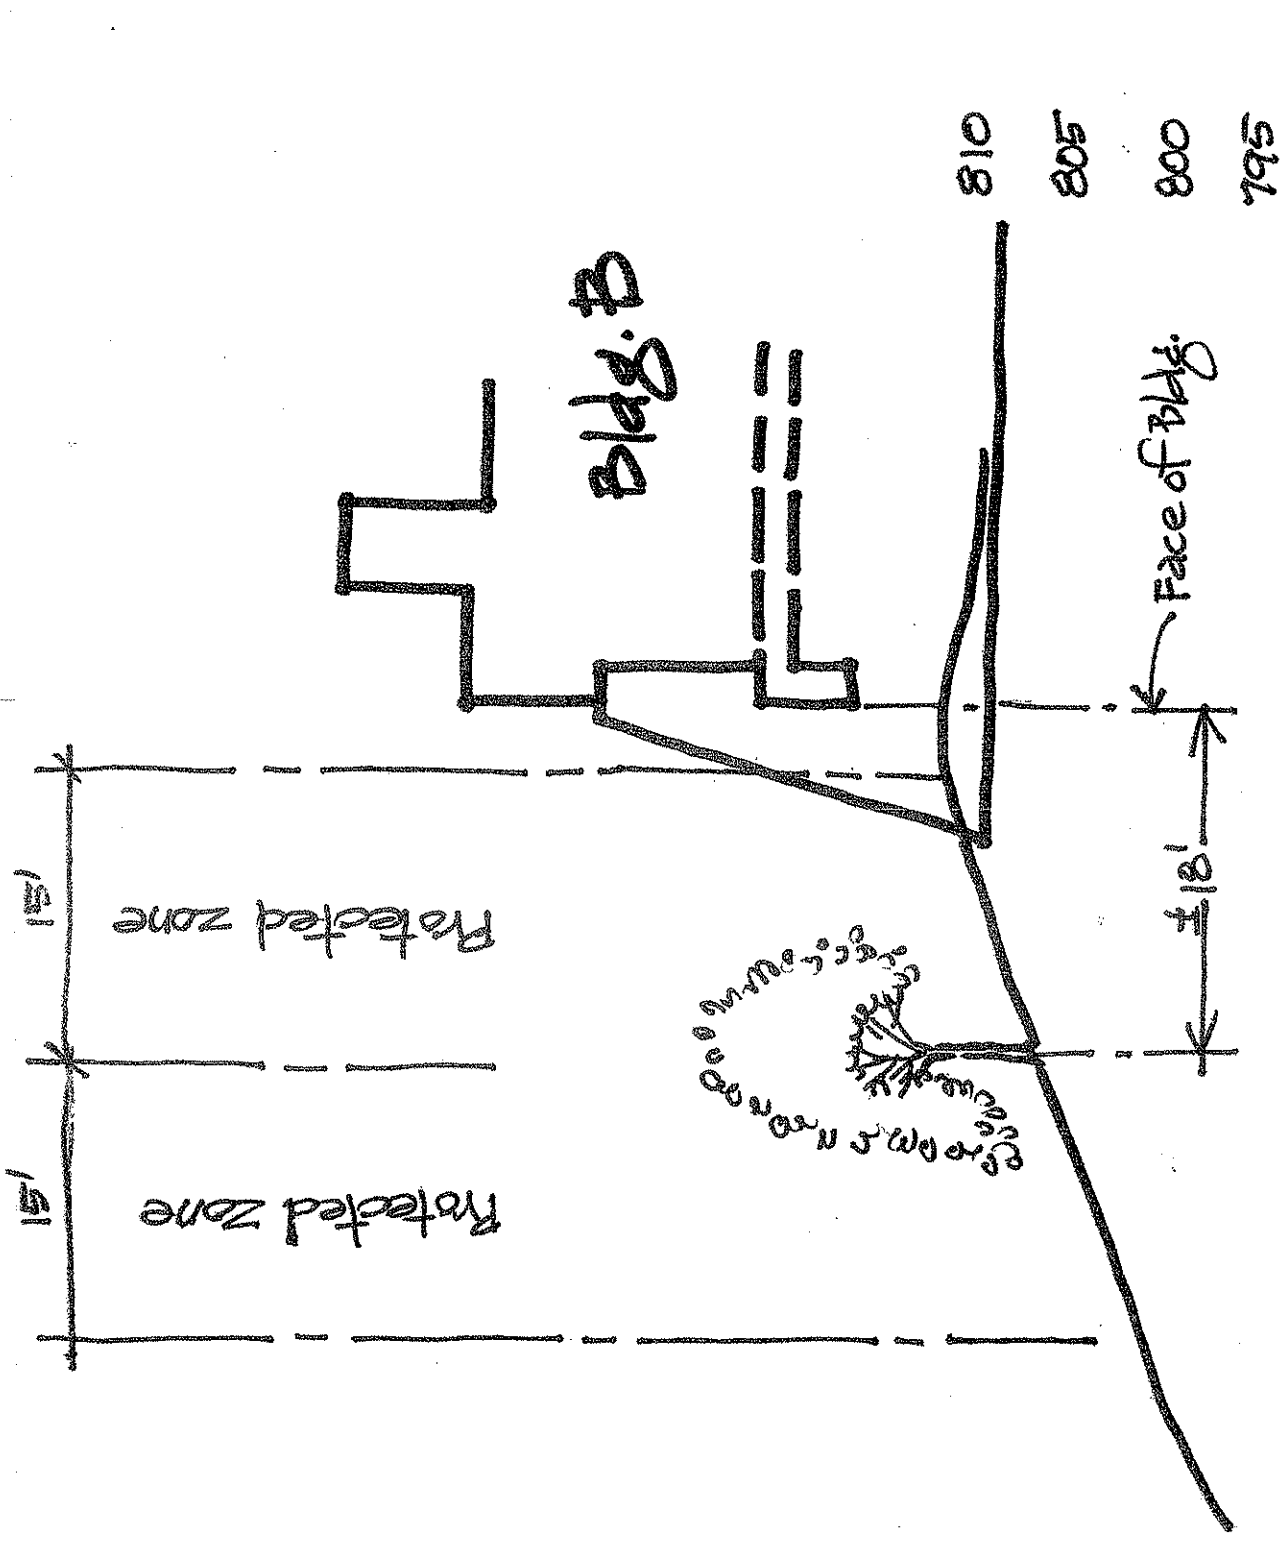 15'
15'
Protected zone
Protected zone
Bldg. B
810
805
800
795
Face of Bldg.
± 18'